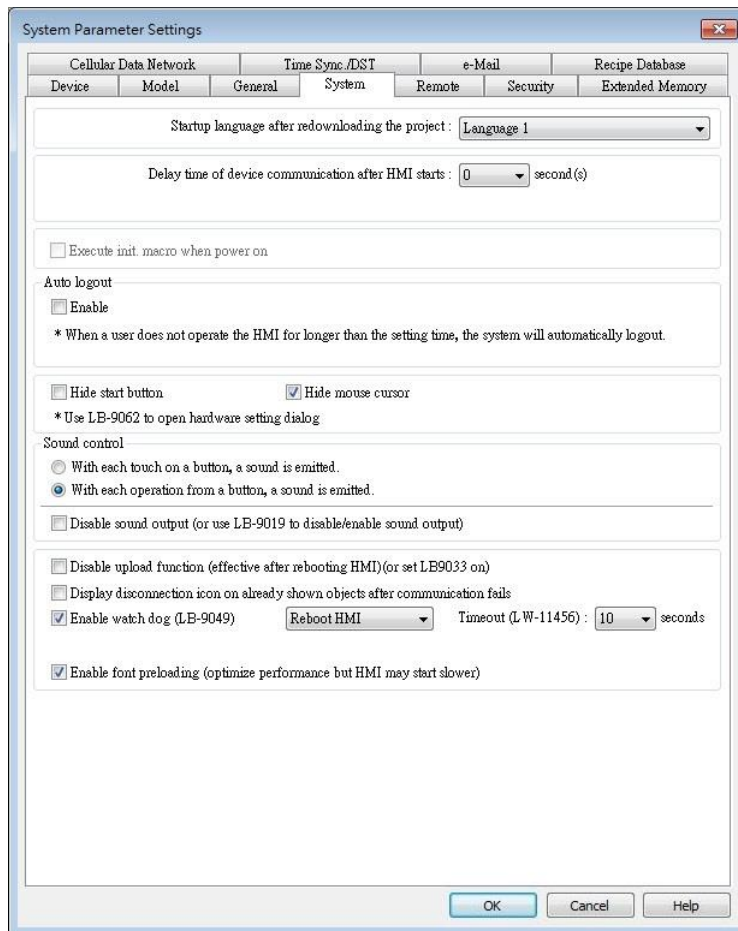 System Parameter Settings
Cellular Data Network Time Sync./DST e-Mail Recipe Database
Device Model General System Remote Security Extended Memory
Startup language after redownloading the project : Language 1
Delay time of device communication after HMI starts : 0 second(s)
Execute init. macro when power on
Auto logout
Enable
* When a user does not operate the HMI for longer than the setting time, the system will automatically logout.
Hide start button Hide mouse cursor
* Use LB-9062 to open hardware setting dialog
Sound control
With each touch on a button, a sound is emitted.
With each operation from a button, a sound is emitted.
Disable sound output (or use LB-9019 to disable/enable sound output)
Disable upload function (effective after rebooting HMI)(or set LB9033 on)
Display disconnection icon on already shown objects after communication fails
Enable watch dog (LB-9049) Reboot HMI Timeout (LW-11456) : 10 seconds
Enable font preloading (optimize performance but HMI may start slower)
OK Cancel Help